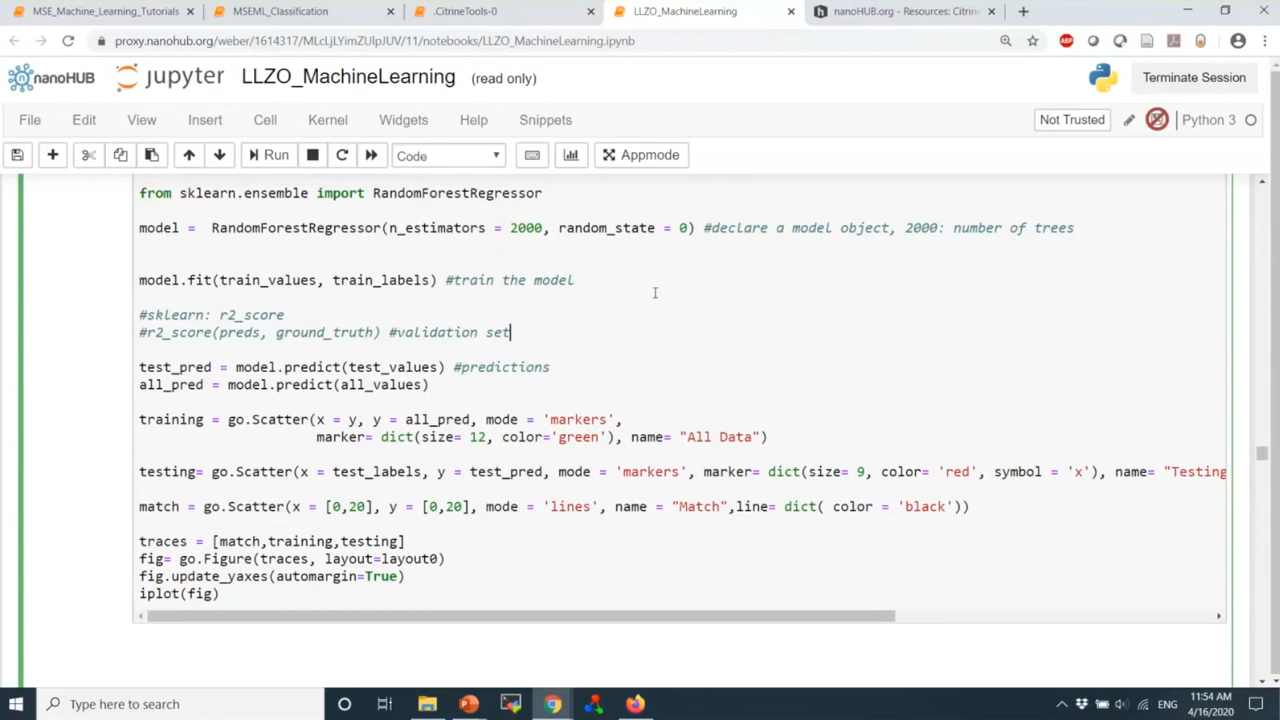 MSE_Machine_Learning_Tutorials
MSEML_Classification
.CitrineTools-0
LLZO_MachineLearning
nanoHUB.org - Resources: Citrin
proxy.nanohub.org/weber/1614317/MLcLjLYimZUlpJUV/11/notebooks/LLZO_MachineLearning.ipynb
ABP
nanoHUB jupyter LLZO_MachineLearning (read only)
Terminate Session
File Edit View Insert Cell Kernel Widgets Help Snippets
Not Trusted Python 3
Run Code Appmode
from sklearn.ensemble import RandomForestRegressor
model = RandomForestRegressor(n_estimators = 2000, random_state = 0) #declare a model object, 2000: number of trees
model.fit(train_values, train_labels) #train the model
#sklearn: r2_score
#r2_score(preds, ground_truth) #validation set
test_pred = model.predict(test_values) #predictions
all_pred = model.predict(all_values)
training = go.Scatter(x = y, y = all_pred, mode = 'markers',
marker= dict(size= 12, color='green'), name= "All Data")
testing= go.Scatter(x = test_labels, y = test_pred, mode = 'markers', marker= dict(size= 9, color= 'red', symbol = 'x'), name= "Testing
match = go.Scatter(x = [0,20], y = [0,20], mode = 'lines', name = "Match",line= dict( color = 'black'))
traces = [match,training,testing]
fig= go.Figure(traces, layout=layout0)
fig.update_yaxes(automargin=True)
iplot(fig)
Type here to search
ENG
11:54 AM
4/16/2020